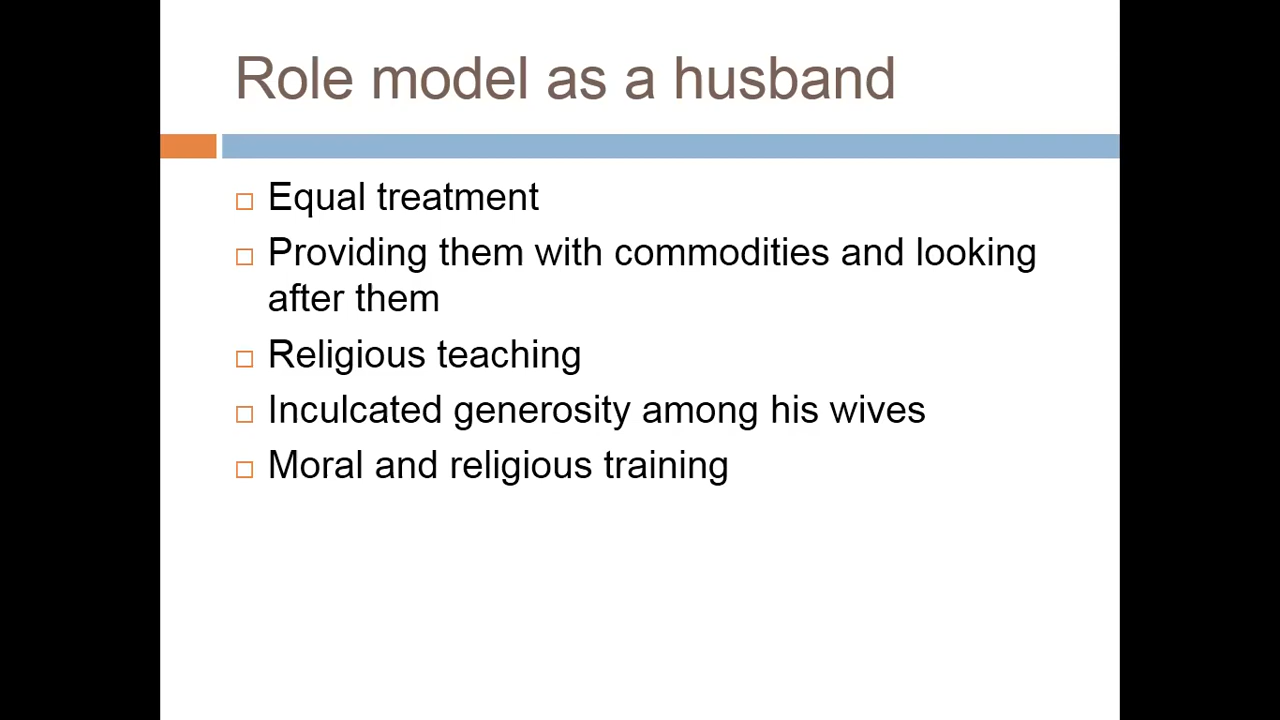 Role model as a husband
Equal treatment
Providing them with commodities and looking
after them
Religious teaching
Inculcated generosity among his wives
Moral and religious training